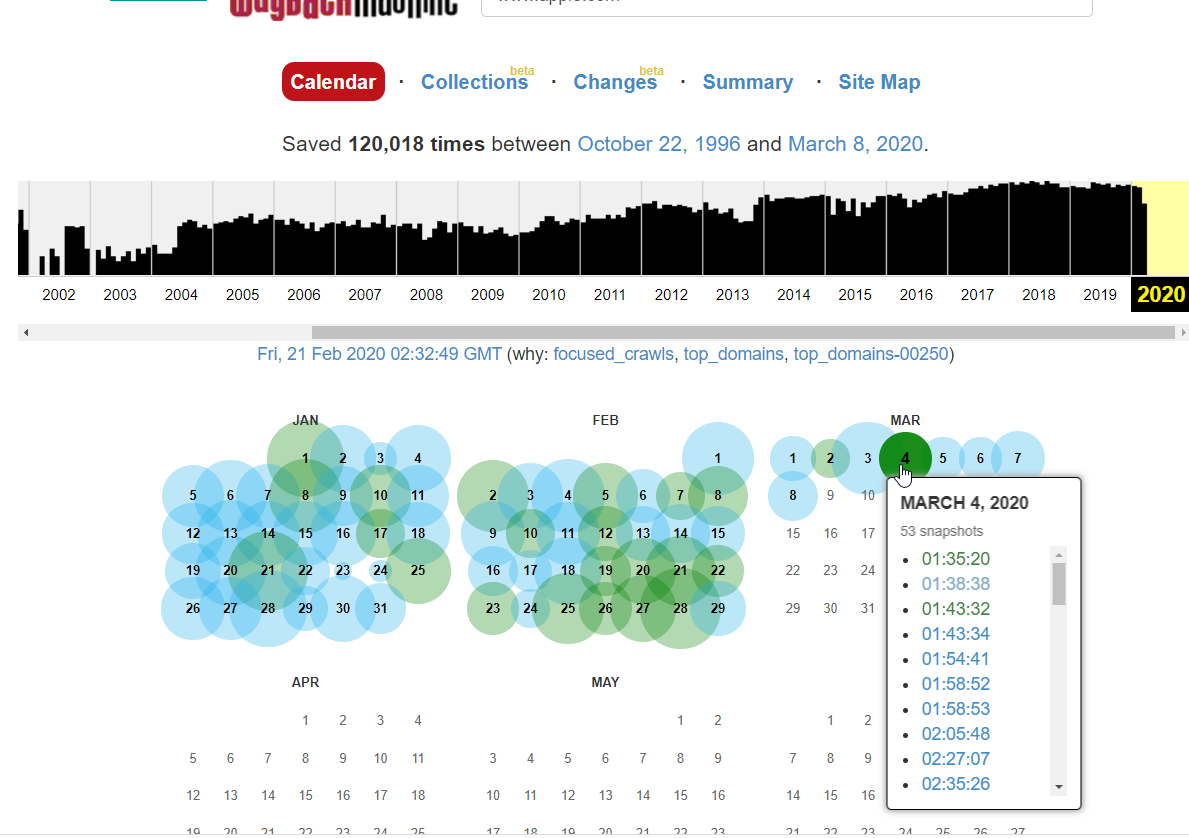 Wayback Machine
Calendar · Collections beta · Changes beta · Summary · Site Map
Saved 120,018 times between October 22, 1996 and March 8, 2020.
2002 2003 2004 2005 2006 2007 2008 2009 2010 2011 2012 2013 2014 2015 2016 2017 2018 2019 2020
Fri, 21 Feb 2020 02:32:49 GMT (why: focused_crawls, top_domains, top_domains-00250)
JAN
1 2 3 4
5 6 7 8 9 10 11
12 13 14 15 16 17 18
19 20 21 22 23 24 25
26 27 28 29 30 31
FEB
1
2 3 4 5 6 7 8
9 10 11 12 13 14 15
16 17 18 19 20 21 22
23 24 25 26 27 28 29
MAR
1 2 3 4 5 6 7
8 9 10
15 16 17
22 23 24
29 30 31
MARCH 4, 2020
53 snapshots
• 01:35:20
• 01:38:38
• 01:43:32
• 01:43:34
• 01:54:41
• 01:58:52
• 01:58:53
• 02:05:48
• 02:27:07
• 02:35:26
APR
1 2 3 4
5 6 7 8 9 10 11
12 13 14 15 16 17 18
19 20 21 22 23 24 25
MAY
1 2
3 4 5 6 7 8 9
10 11 12 13 14 15 16
17 18 19 20 21 22 23
1 2
7 8 9
14 15 16
21 22 23 24 25 26 27